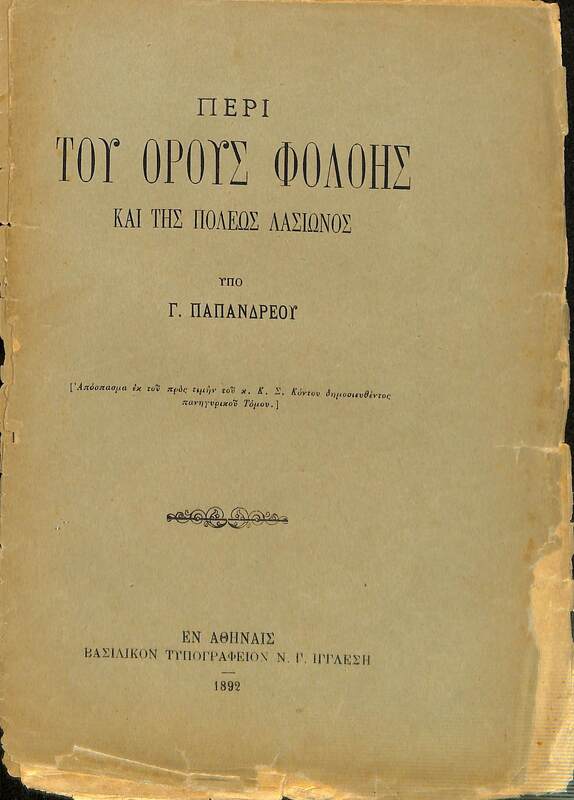 ΠΕΡΙ
ΤΟΥ ΟΡΟΥΣ ΦΟΛΟΗΣ
ΚΑΙ ΤΗΣ ΠΟΛΕΩΣ ΛΑΣΙΩΝΟΣ
ΥΠΟ
Γ. ΠΑΠΑΝΔΡΕΟΥ
[Ἀπόσπασμα ἐκ τοῦ πρὸς τιμὴν τοῦ κ. Κ. Σ. Κόντου δημοσιευθέντος
πανηγυρικοῦ Τόμου.]
ΕΝ ΑΘΗΝΑΙΣ
ΒΑΣΙΛΙΚΟΝ ΤΥΠΟΓΡΑΦΕΙΟΝ Ν. Γ. ΙΓΓΛΕΣΗ
1892